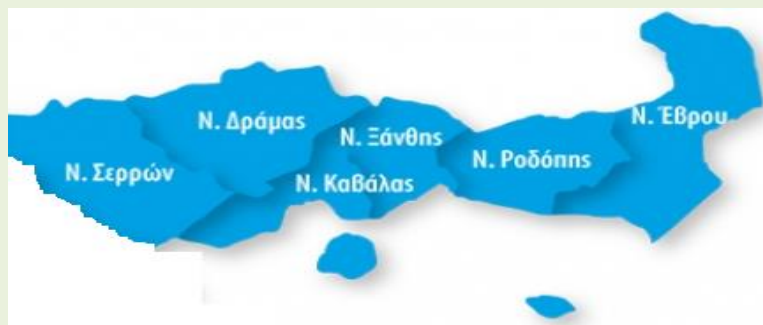 Ν. Δράμας
Ν. Ξάνθης
Ν. Έβρου
Ν. Σερρών
Ν. Καβάλας
Ν. Ροδόπης